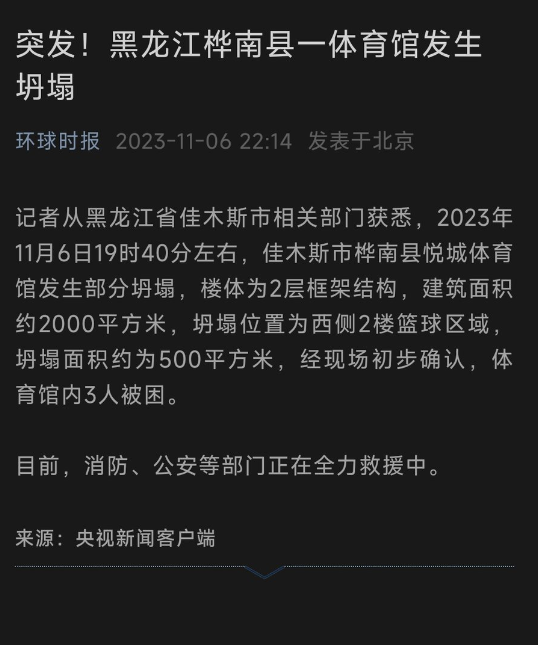 突发！黑龙江桦南县一体育馆发生
坍塌
环球时报 2023-11-06 22:14 发表于北京
记者从黑龙江省佳木斯市相关部门获悉，2023年
11月6日19时40分左右，佳木斯市桦南县悦城体育
馆发生部分坍塌，楼体为2层框架结构，建筑面积
约2000平方米，坍塌位置为西侧2楼篮球区域，
坍塌面积约为500平方米，经现场初步确认，体
育馆内3人被困。
目前，消防、公安等部门正在全力救援中。
来源：央视新闻客户端